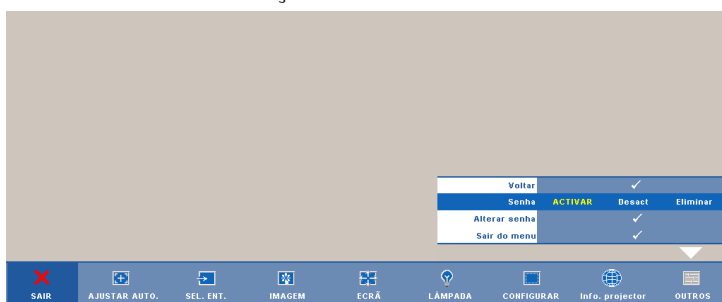 Voltar
Senha ACTIVAR Desact Eliminar
Alterar senha
Sair do menu
SAIR AJUSTAR AUTO. SEL. ENT. IMAGEM ECRÃ LÂMPADA CONFIGURAR Info. projector OUTROS